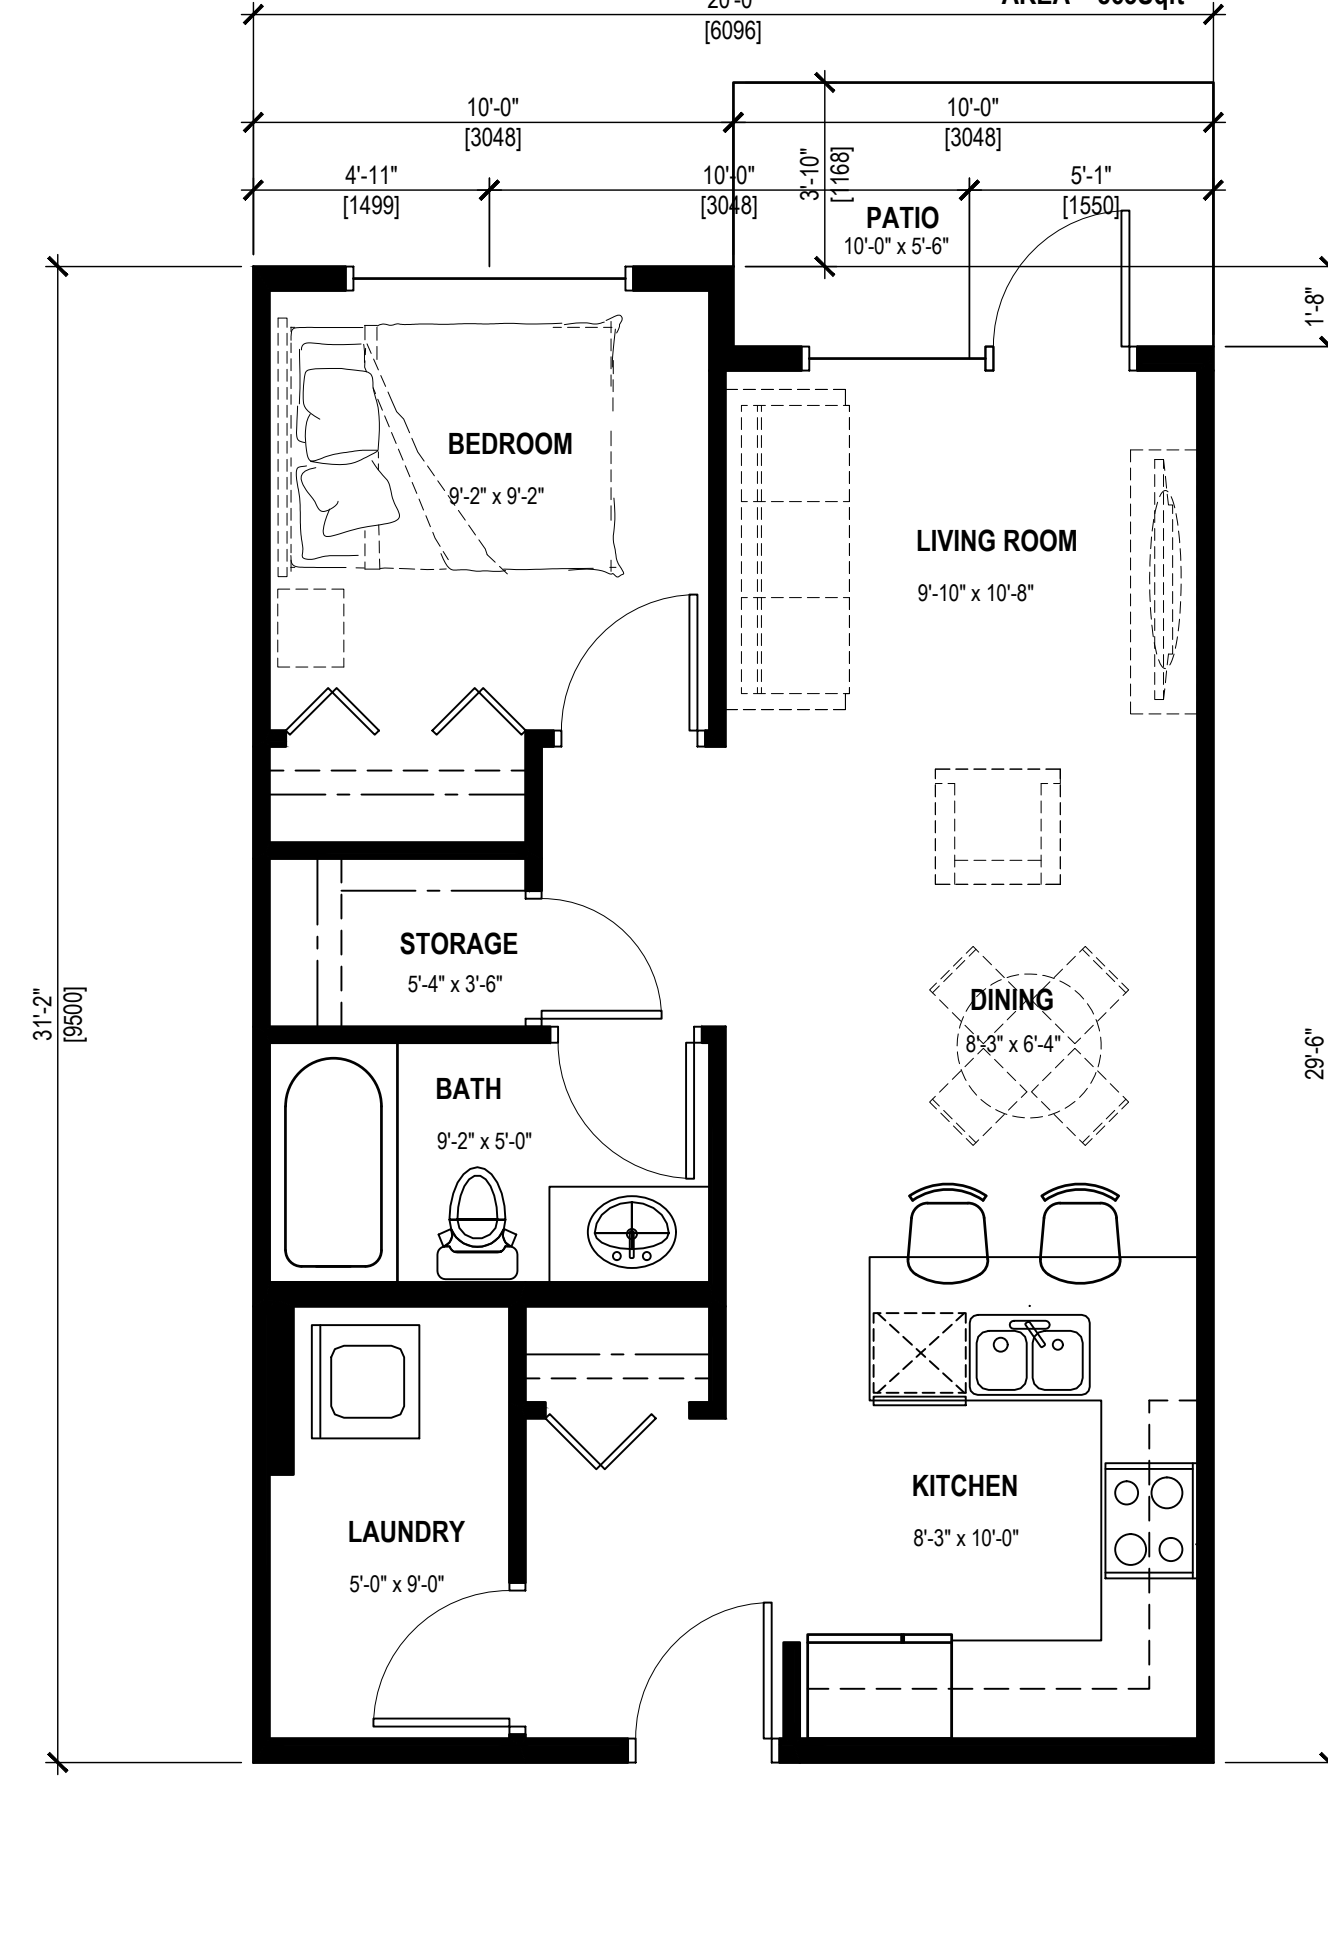 20'-0"
[6096]
10'-0"
[3048]
10'-0"
[3048]
4'-11"
[1499]
10'-0"
[3048]
3'-10"
[1168]
5'-1"
[1550]
PATIO
10'-0" x 5'-6"
1'-8"
BEDROOM
9'-2" x 9'-2"
LIVING ROOM
9'-10" x 10'-8"
STORAGE
5'-4" x 3'-6"
DINING
8'-3" x 6'-4"
31'-2"
[9500]
29'-6"
BATH
9'-2" x 5'-0"
KITCHEN
8'-3" x 10'-0"
LAUNDRY
5'-0" x 9'-0"